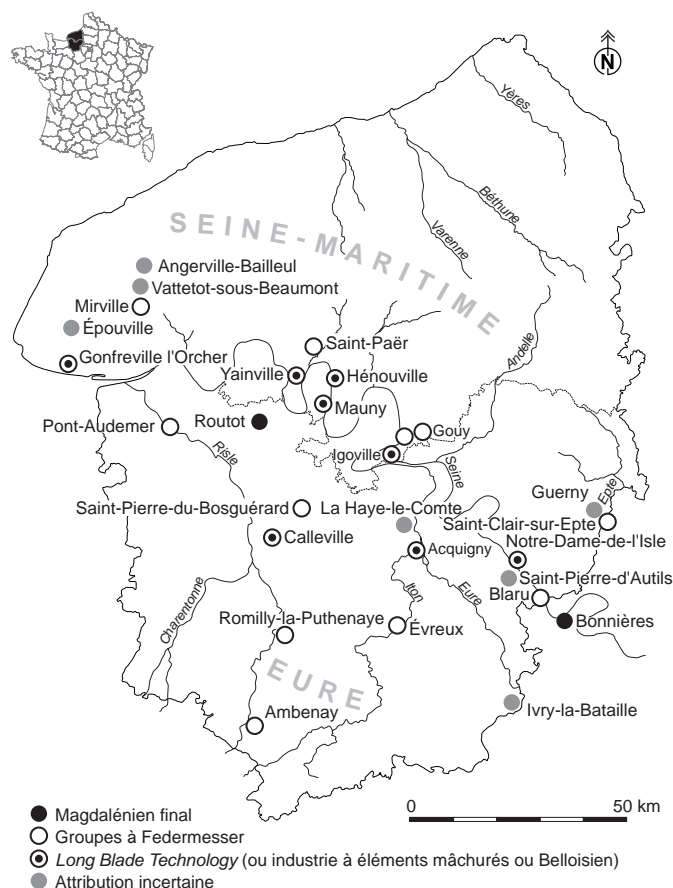 N
Yères
Béthune
Varenne
SEINE-MARITIME
Angerville-Bailleul
Vattetot-sous-Beaumont
Mirville
Épouville
Saint-Paër
Andelle
Gonfreville l'Orcher
Yainville
Hénouville
Mauny
Routot
Pont-Audemer
Gouy
Risle
Igoville
Seine
Guerny
Epte
Saint-Pierre-du-Bosguérard
La Haye-le-Comte
Saint-Clair-sur-Epte
Calleville
Notre-Dame-de-l'Isle
Acquigny
Saint-Pierre-d'Autils
Charentonne
Iton
Eure
Blaru
Romilly-la-Puthenaye
Évreux
Bonnières
EURE
Ambenay
Ivry-la-Bataille
0 50 km
Magdalénien final
Groupes à Federmesser
Long Blade Technology (ou industrie à éléments mâchurés ou Belloisien)
Attribution incertaine